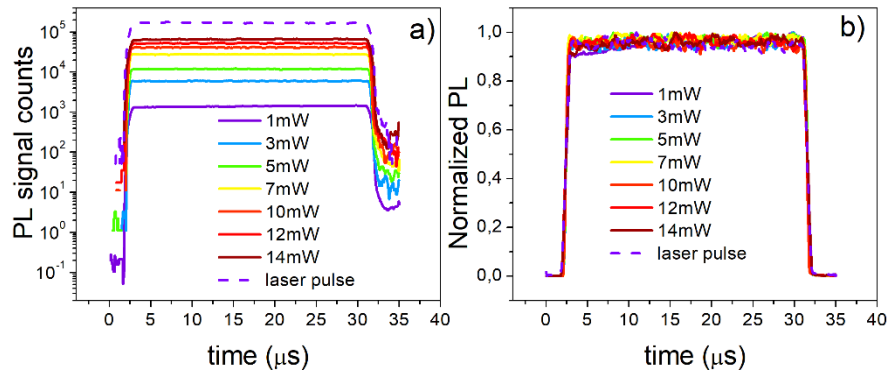 a)
PL signal counts
10^5
10^4
10^3
10^2
10^1
10^0
10^-1
1mW
3mW
5mW
7mW
10mW
12mW
14mW
laser pulse
0 5 10 15 20 25 30 35 40
time (μs)
b)
Normalized PL
1,0
0,8
0,6
0,4
0,2
0,0
1mW
3mW
5mW
7mW
10mW
12mW
14mW
laser pulse
0 5 10 15 20 25 30 35 40
time (μs)